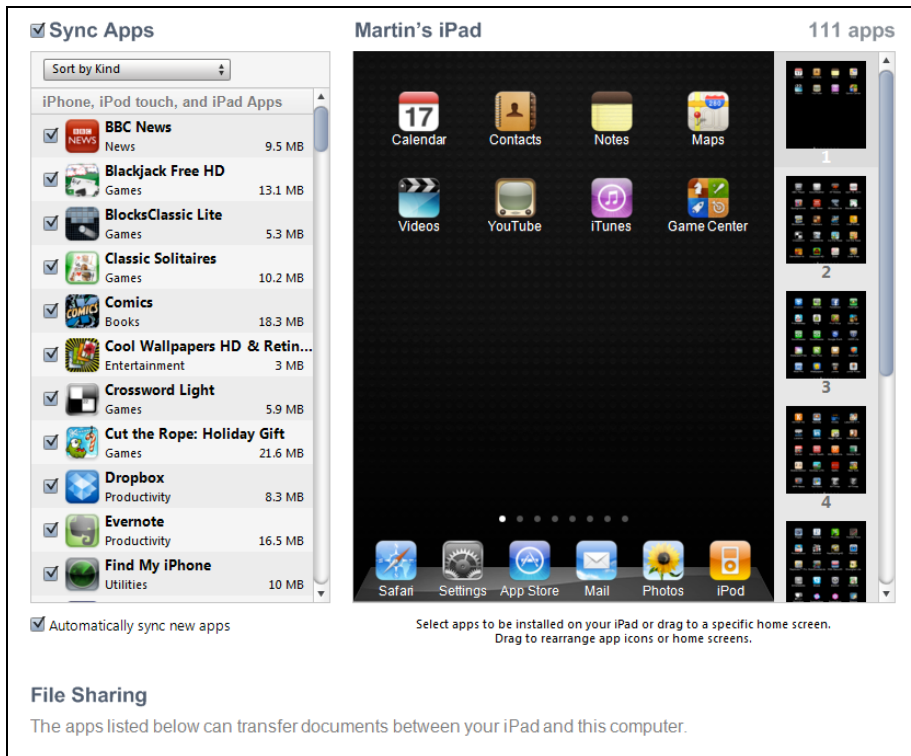 Sync Apps
Martin's iPad
111 apps
Sort by Kind
iPhone, iPod touch, and iPad Apps
BBC NEWS
BBC News
News 9.5 MB
Blackjack Free HD
Games 13.1 MB
BlocksClassic Lite
Games 5.3 MB
Classic Solitaires
Games 10.2 MB
COMICS
Comics
Books 18.3 MB
Cool Wallpapers HD & Retin...
Entertainment 3 MB
Crossword Light
Games 5.9 MB
Cut the Rope: Holiday Gift
Games 21.6 MB
Dropbox
Productivity 8.3 MB
Evernote
Productivity 16.5 MB
Find My iPhone
Utilities 10 MB
Automatically sync new apps
17 280
Calendar Contacts Notes Maps
Videos YouTube iTunes Game Center
Safari Settings App Store Mail Photos iPod
1
2
3
4
Select apps to be installed on your iPad or drag to a specific home screen.
Drag to rearrange app icons or home screens.
File Sharing
The apps listed below can transfer documents between your iPad and this computer.